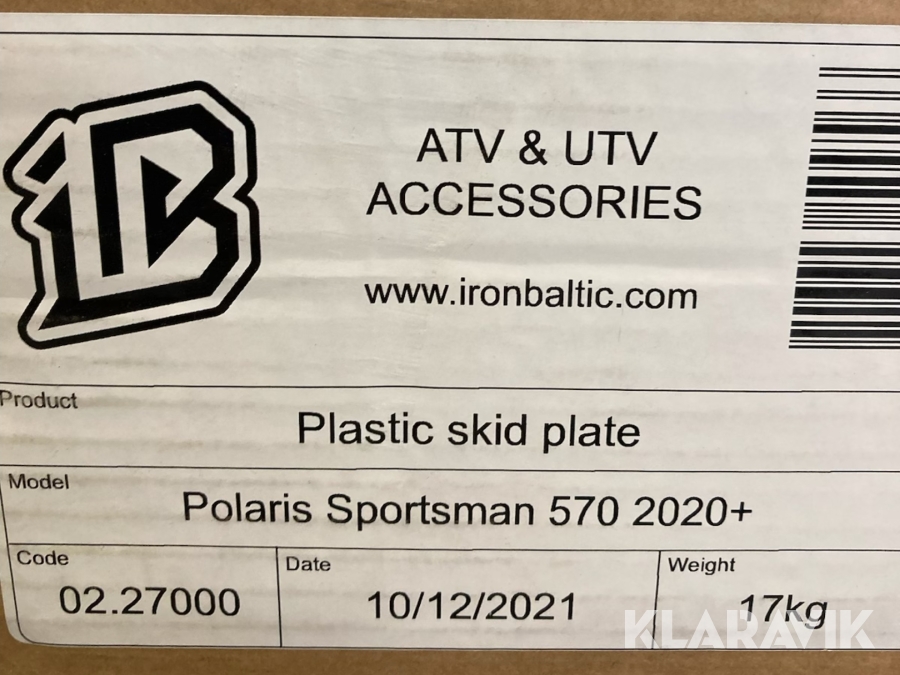 ATV & UTV
ACCESSORIES
www.ironbaltic.com
Product
Plastic skid plate
Model
Polaris Sportsman 570 2020+
Code
02.27000
Date
10/12/2021
Weight
17kg
KLARAVIK